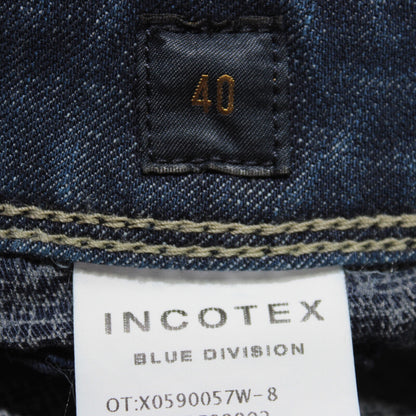 40
INCOTEX
BLUE DIVISION
OT:X0590057W-8